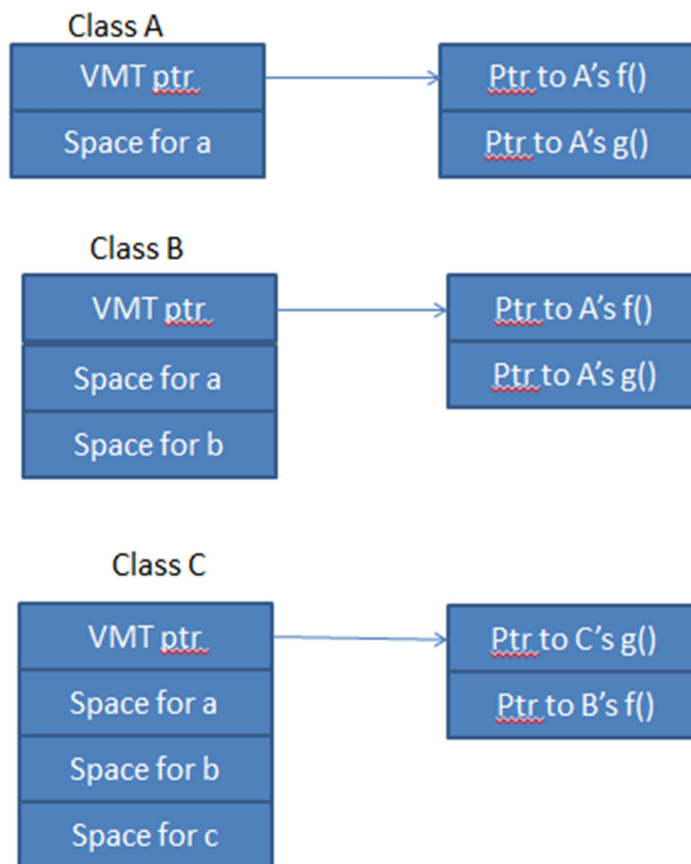 Class A
VMT ptr
Ptr to A's f()
Space for a
Ptr to A's g()
Class B
VMT ptr
Ptr to A's f()
Space for a
Ptr to A's g()
Space for b
Class C
VMT ptr
Ptr to C's g()
Space for a
Ptr to B's f()
Space for b
Space for c